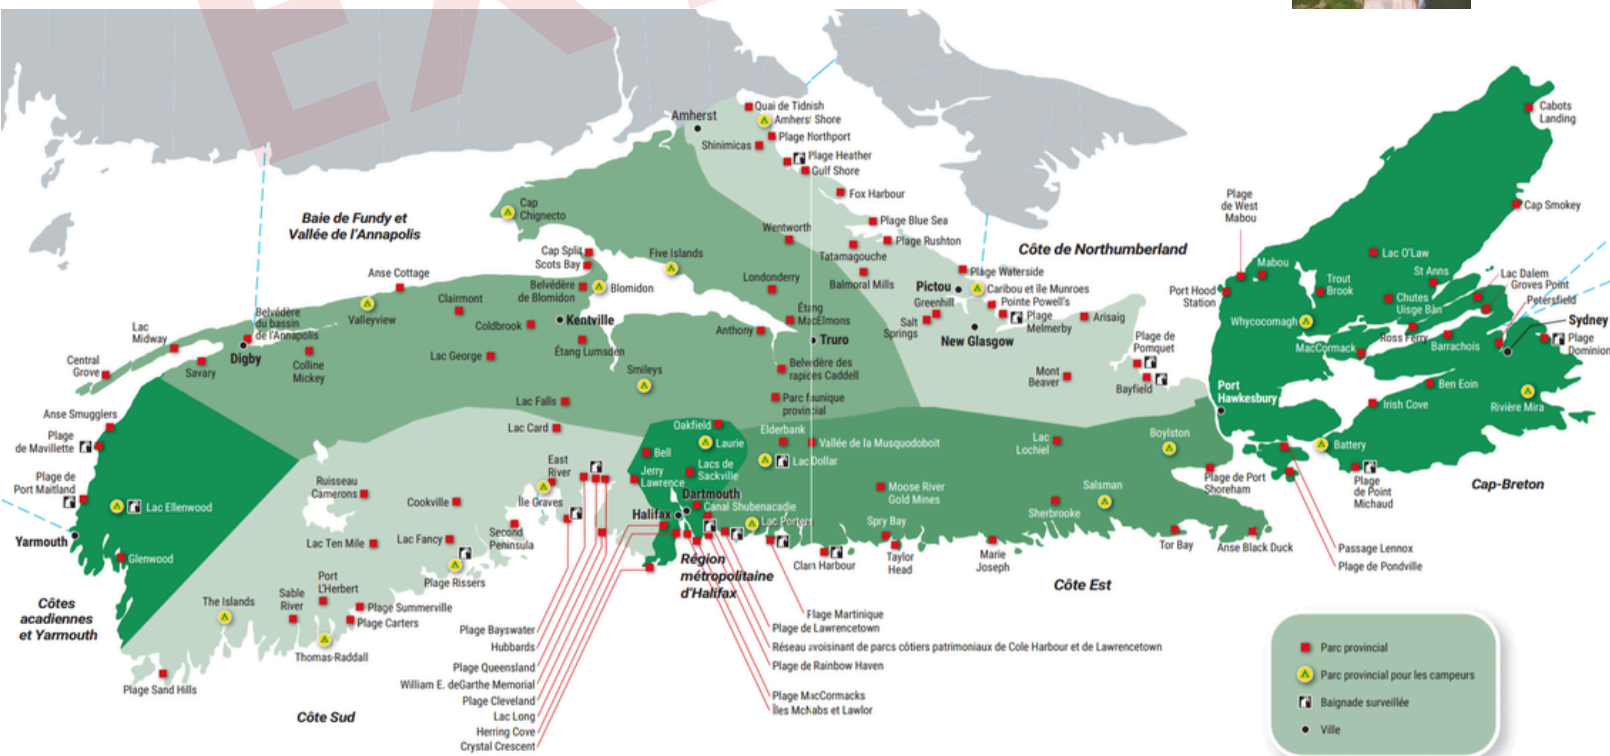 EX
Amherst
Quai de Tidnish
Amherst Shore
Plage Northport
Shinimicas
Plage Heather
Gulf Shore
Fox Harbour
Plage Blue Sea
Plage Rushton
Wentworth
Tatamagouche
Balmoral Mills
Côte de Northumberland
Plage Waterside
Pictou
Caribou et île Munroes
Greenhill
Pointe Powell's
Salt
Springs
Plage
Melmerby
Arisaig
New Glasgow
Plage de
Pomquet
Mont
Beaver
Bayfield
Baie de Fundy et
Vallée de l'Annapolis
Cap
Chignecto
Cap Split
Scots Bay
Five Islands
Anse Cottage
Belvédère
de Blomidon
Blomidon
Londonderry
Clairmont
Valleyview
Coldbrook
Kentville
Étang
MacElmons
Anthony
Truro
Lac
Midway
Belvédère
du bassin
de l'Annapolis
Digby
Central
Grove
Savary
Colline
Mickey
Lac George
Étang Lumsden
Smileys
Belvédère des
rapides Caddell
Parc faunique
provincial
Lac Falls
Lac Card
Anse Smugglers
Plage
de Mavillette
Plage de
Port Maitland
Lac Ellenwood
Yarmouth
Glenwood
Côtes
acadiennes
et Yarmouth
Oakfield
Laurie
Bell
Jerry
Lawrence
Lacs de
Sackville
Dartmouth
Canal Shubenacadie
Halifax
Région
métropolitaine
d'Halifax
Elderbank
Vallée de la Musquodoboit
Lac Dollar
Lac Porters
Moose River
Gold Mines
Lac
Lochiel
Boylston
Salsman
Sherbrooke
Spry Bay
Taylor
Head
Clam Harbour
Marie
Joseph
Tor Bay
Anse Black Duck
Plage de Port
Shoreham
Côte Est
East
River
Île Graves
Ruisseau
Camerons
Cookville
Second
Peninsula
Lac Ten Mile
Lac Fancy
Plage Rissers
Port
L'Herbert
Sable
River
The Islands
Plage Summerville
Plage Carters
Thomas-Raddall
Plage Sand Hills
Côte Sud
Plage Bayswater
Hubbards
Plage Queensland
William E. deGarthe Memorial
Plage Cleveland
Lac Long
Herring Cove
Crystal Crescent
Plage Martinique
Plage de Lawrencetown
Réseau avoisinant de parcs côtiers patrimoniaux de Cole Harbour et de Lawrencetown
Plage de Rainbow Haven
Plage MacCormacks
Îles McNabs et Lawlor
Cabots
Landing
Plage
de West
Mabou
Cap Smokey
Lac O'Law
Mabou
Trout
Brook
St Anns
Lac Dalem
Groves Point
Port Hood
Station
Chutes
Uisge Bàn
Petersfield
Whycocomagh
Ross Ferry
Sydney
MacCormack
Barrachois
Plage
Dominion
Port
Hawkesbury
Ben Eoin
Irish Cove
Rivière Mira
Battery
Plage
de Point
Michaud
Cap-Breton
Passage Lennox
Plage de Pondville
Parc provincial
Parc provincial pour les campeurs
Baignade surveillée
Ville